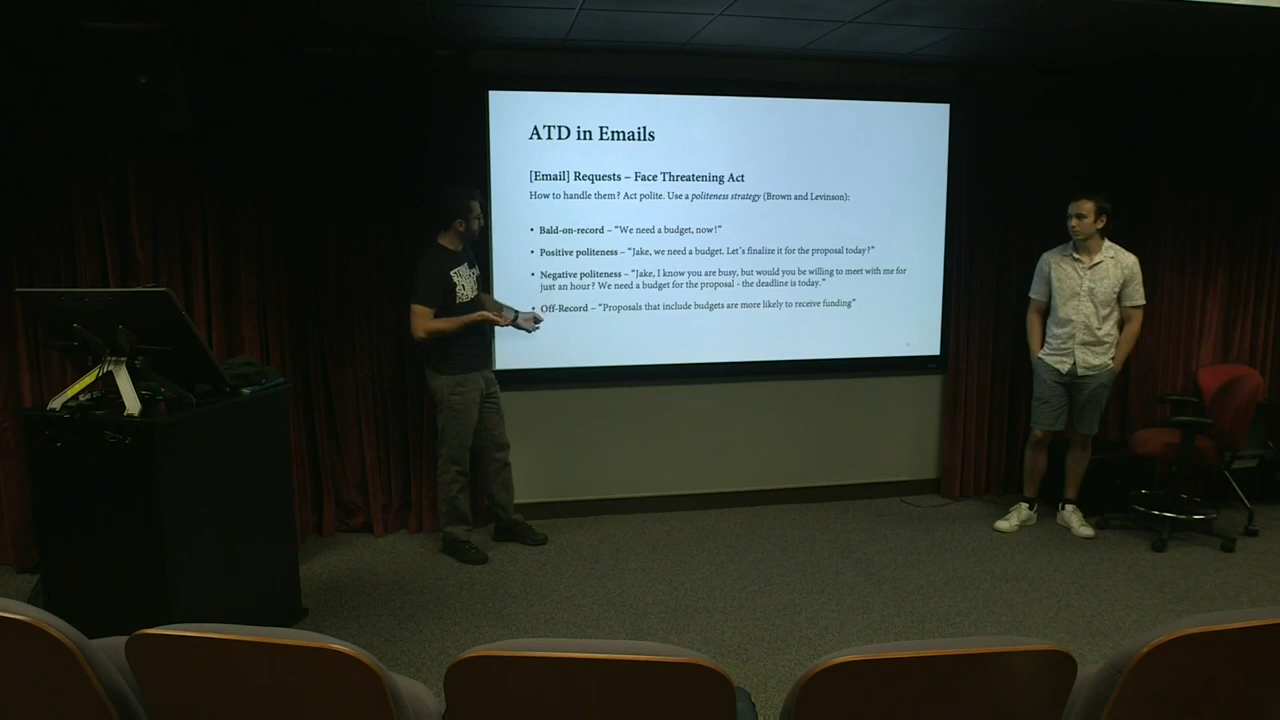 ATD in Emails
[Email] Requests – Face Threatening Act
How to handle them? Act polite. Use a politeness strategy (Brown and Levinson):
• Bald-on-record – “We need a budget, now!”
• Positive politeness – “Jake, we need a budget. Let’s finalize it for the proposal today?”
• Negative politeness – “Jake, I know you are busy, but would you be willing to meet with me for
just an hour? We need a budget for the proposal - the deadline is today.”
• Off-Record – “Proposals that include budgets are more likely to receive funding”